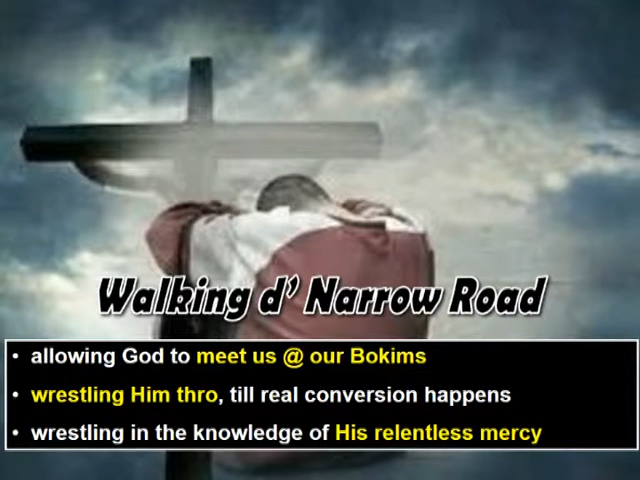 Walking d' Narrow Road
• allowing God to meet us @ our Bokims
• wrestling Him thro, till real conversion happens
• wrestling in the knowledge of His relentless mercy